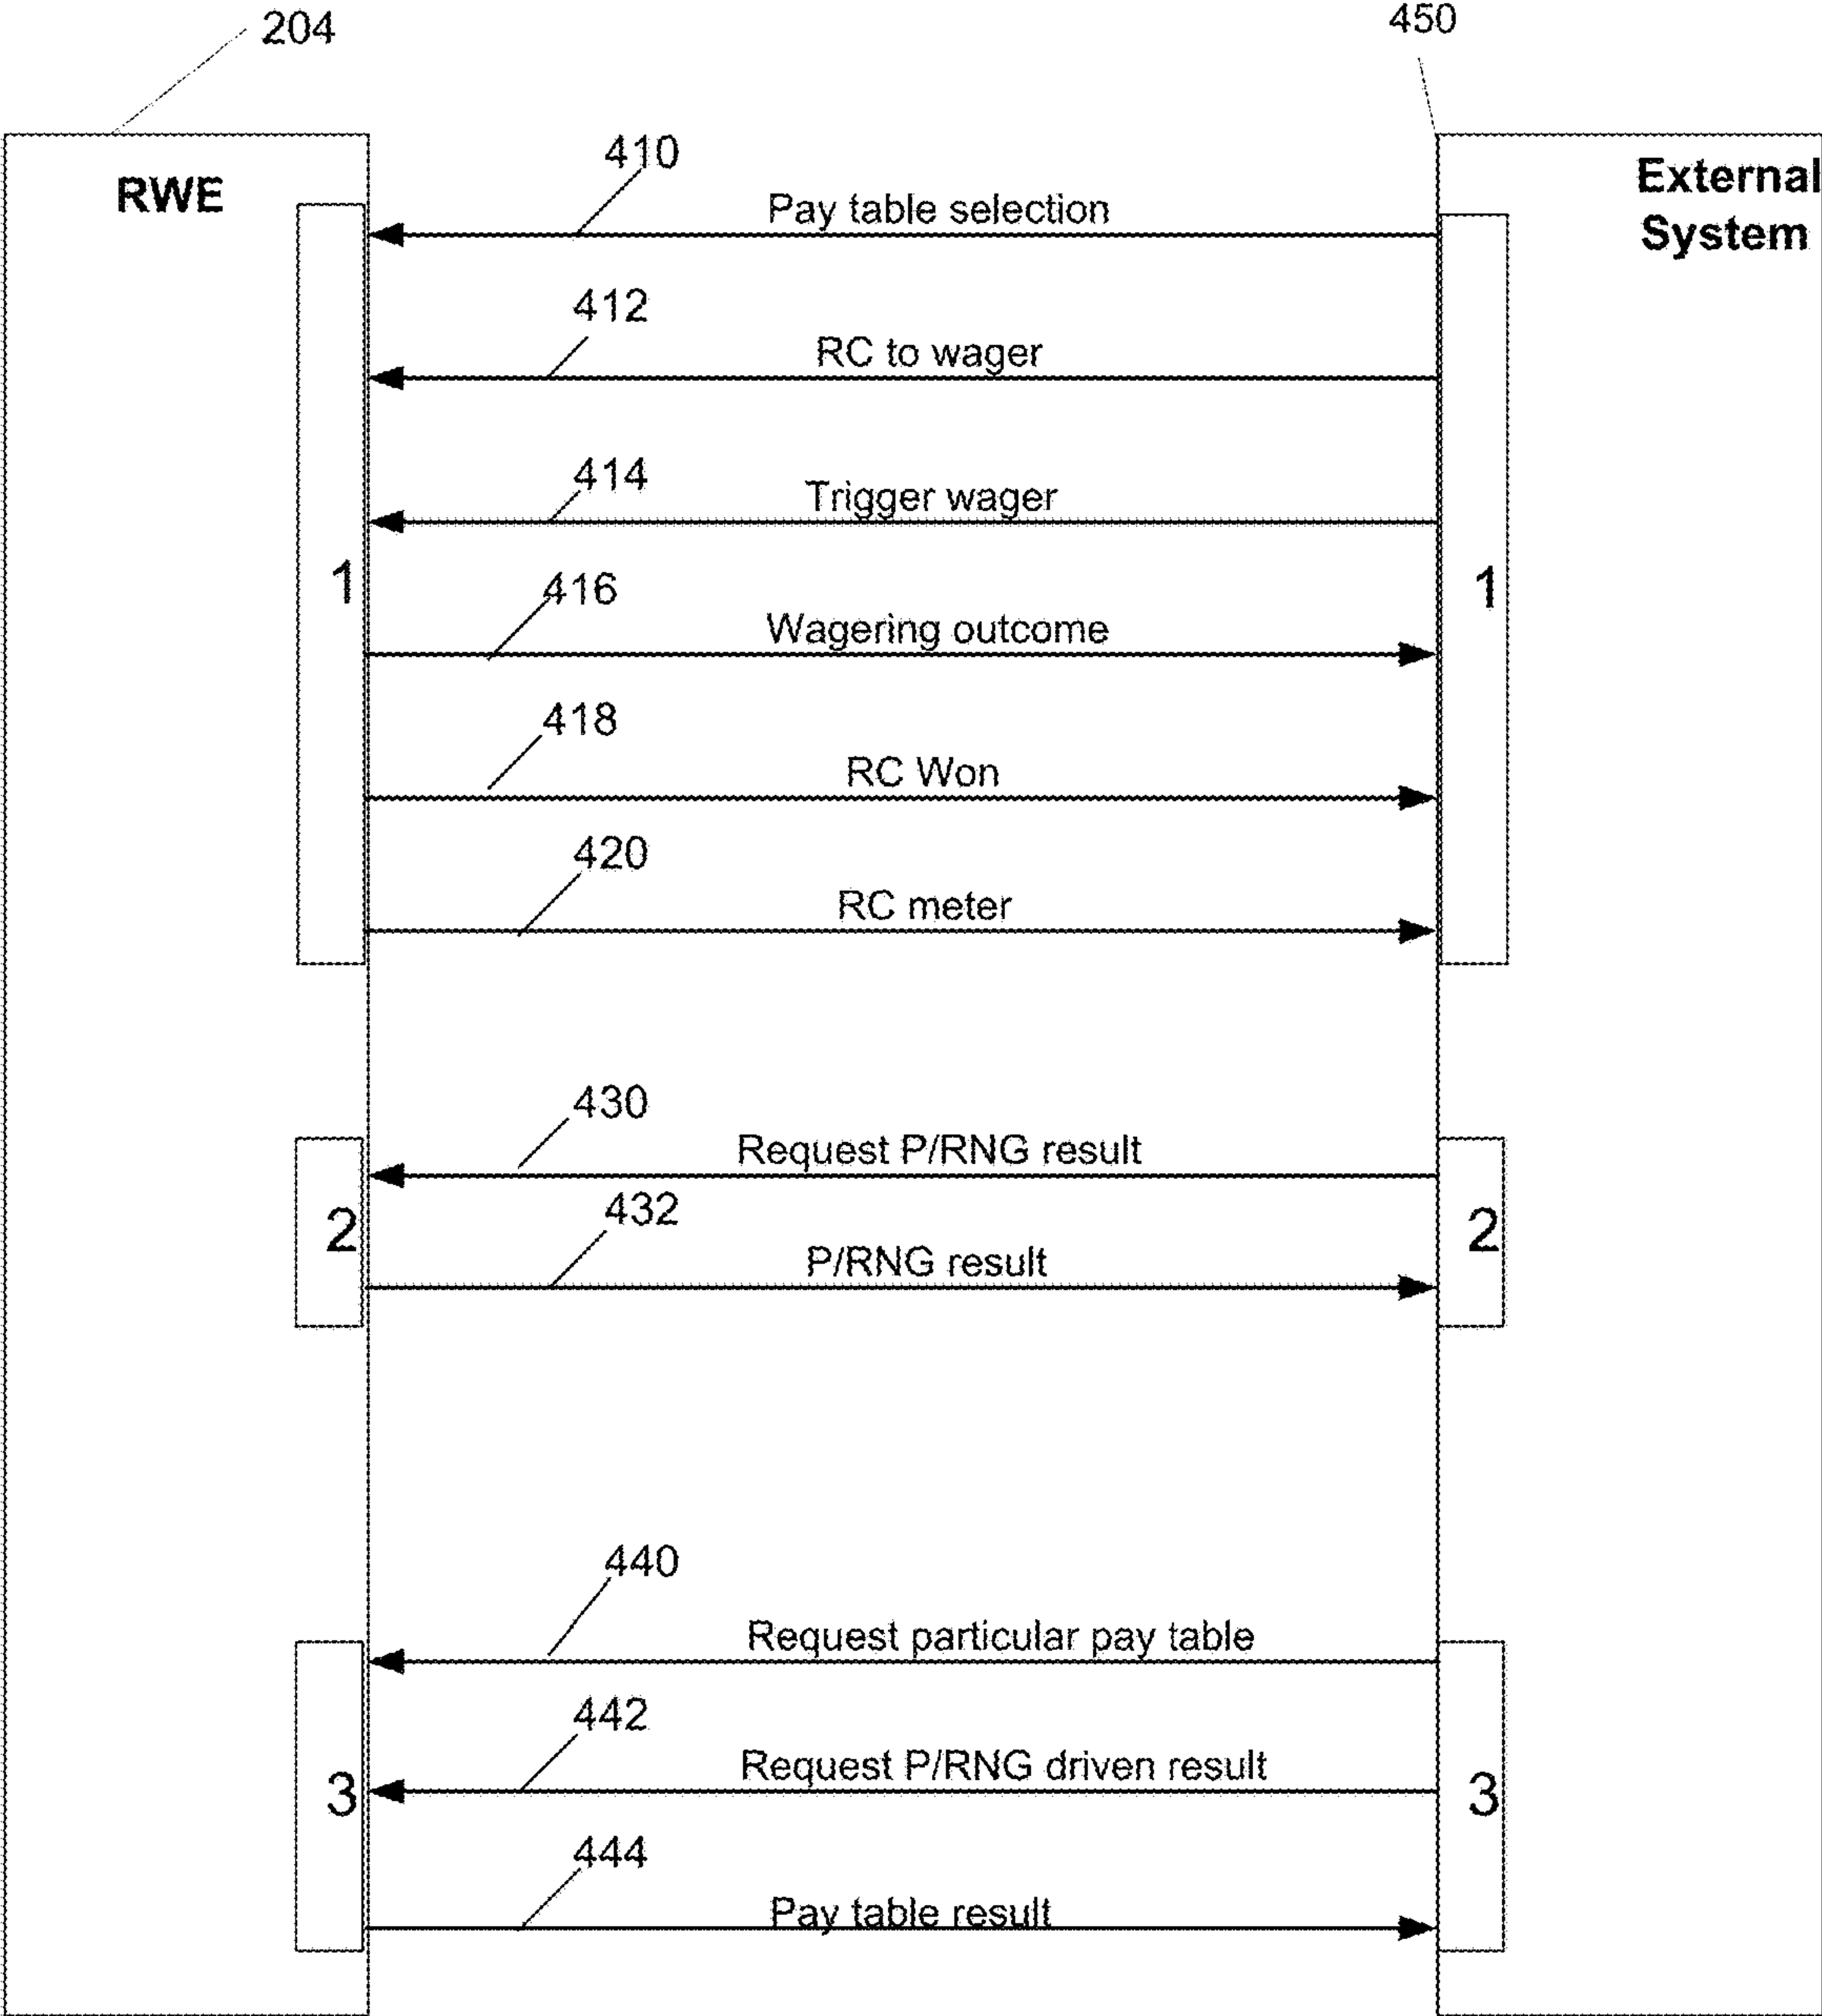 204
450
RWE
External
System
410
Pay table selection
412
RC to wager
414
Trigger wager
1
1
416
Wagering outcome
418
RC Won
420
RC meter
430
Request P/RNG result
432
2
2
P/RNG result
440
Request particular pay table
442
Request P/RNG driven result
3
3
444
Pay table result